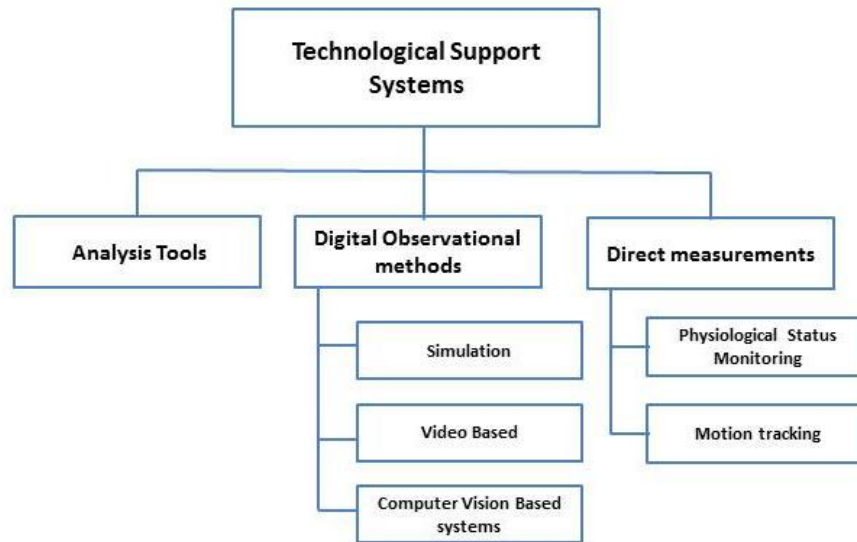 Technological Support
Systems
Analysis Tools
Digital Observational
methods
Direct measurements
Simulation
Video Based
Computer Vision Based
systems
Physiological Status
Monitoring
Motion tracking